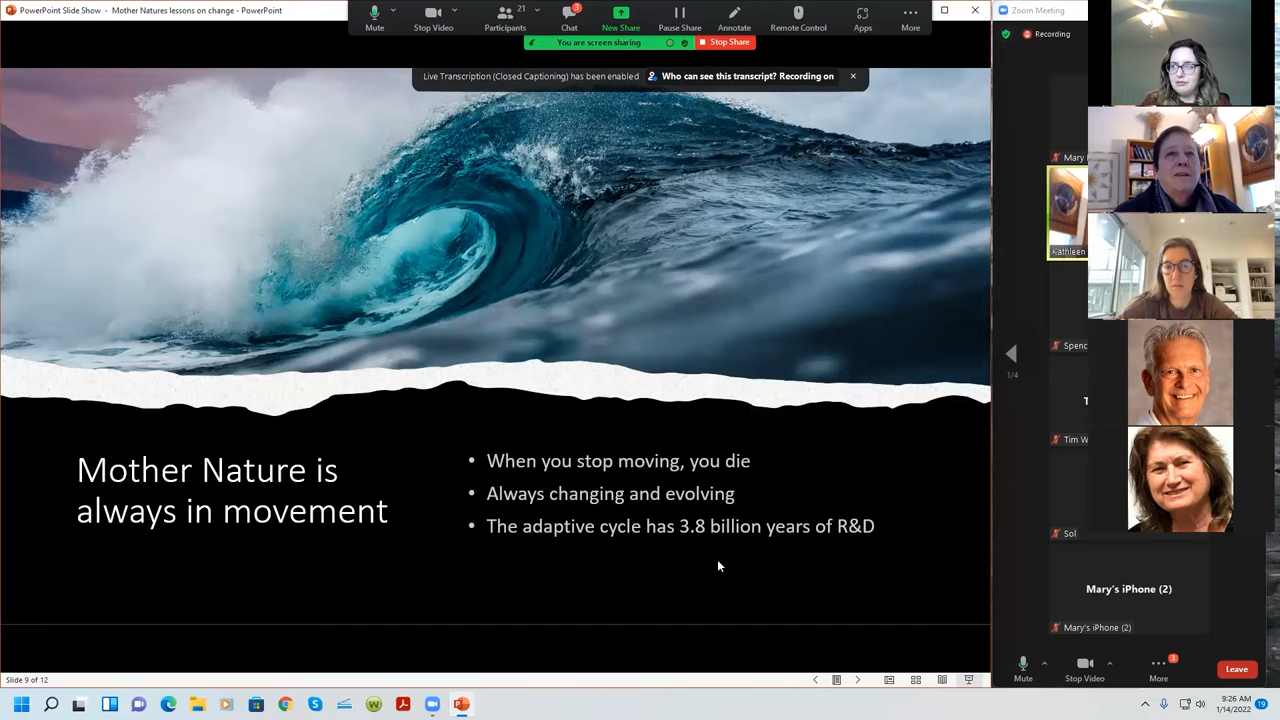 PowerPoint Slide Show - Mother Natures lessons on change - PowerPoint
Mute
Stop Video
21
Participants
3
Chat
New Share
Pause Share
Annotate
Remote Control
Apps
More
You are screen sharing
Stop Share
Live Transcription (Closed Captioning) has been enabled
Who can see this transcript? Recording on
Mother Nature is
always in movement
• When you stop moving, you die
• Always changing and evolving
• The adaptive cycle has 3.8 billion years of R&D
Slide 9 of 12
Zoom Meeting
Recording
Mary
Kathleen
Spenc
1/4
T
Tim W
Sol
Mary's iPhone (2)
Mary's iPhone (2)
Mute
Stop Video
3
More
Leave
9:26 AM
1/14/2022
19